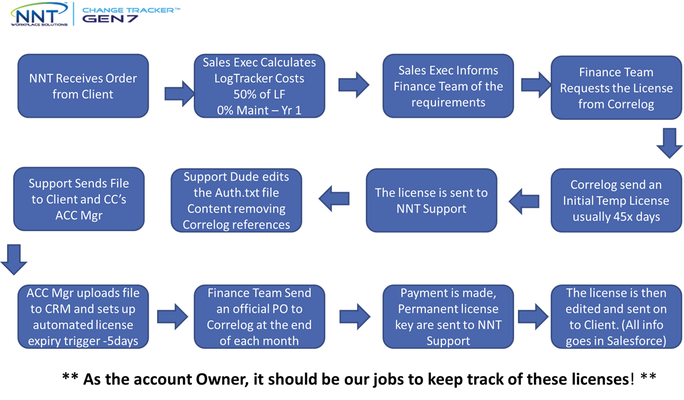 NNT
WORKPLACE SOLUTIONS
CHANGE TRACKER™
GEN7
NNT Receives Order
from Client
Sales Exec Calculates
LogTracker Costs
50% of LF
0% Maint – Yr 1
Sales Exec Informs
Finance Team of the
requirements
Finance Team
Requests the License
from Correlog
Correlog send an
Initial Temp License
usually 45x days
The license is sent to
NNT Support
Support Dude edits
the Auth.txt file
Content removing
Correlog references
Support Sends File
to Client and CC's
ACC Mgr
ACC Mgr uploads file
to CRM and sets up
automated license
expiry trigger -5days
Finance Team Send
an official PO to
Correlog at the end
of each month
Payment is made,
Permanent license
key are sent to NNT
Support
The license is then
edited and sent on
to Client. (All info
goes in Salesforce)
** As the account Owner, it should be our jobs to keep track of these licenses! **